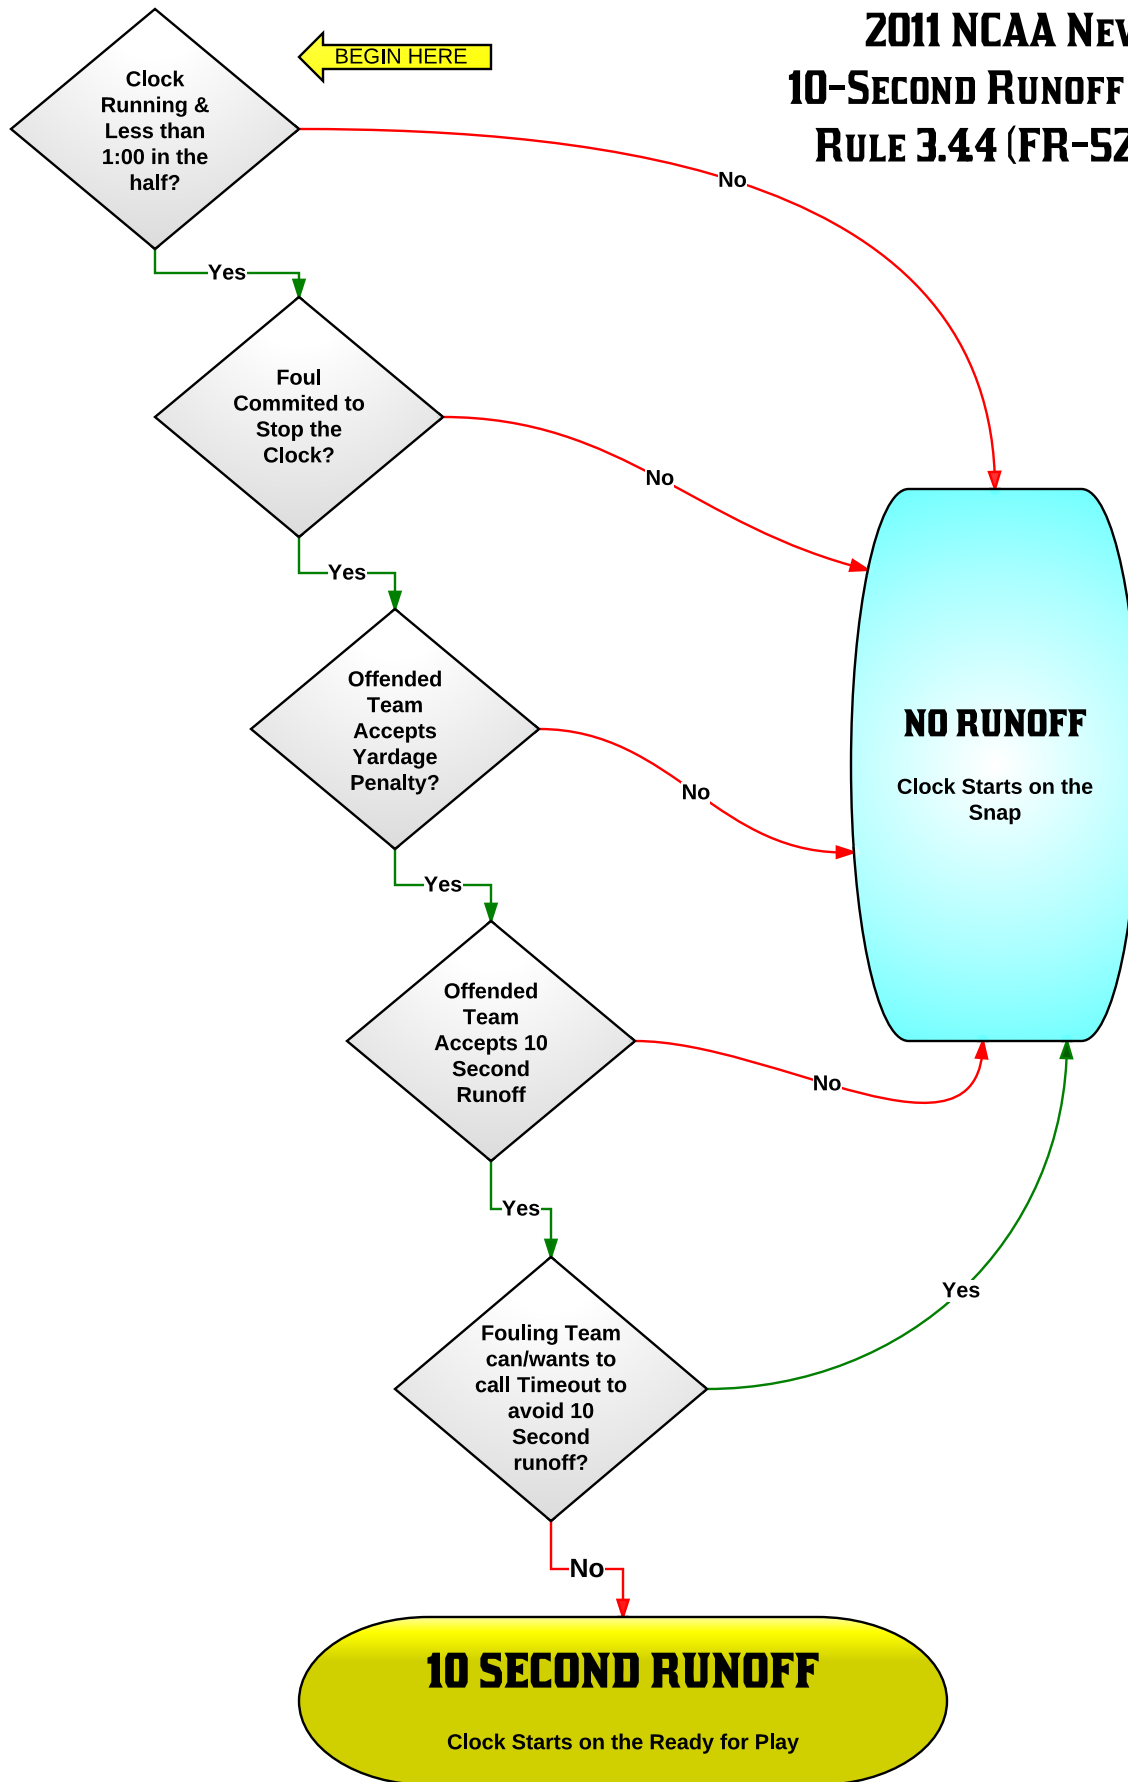 2011 NCAA New
10-Second Runoff
Rule 3.44 (FR-52
BEGIN HERE
Clock
Running &
Less than
1:00 in the
half?
No
Yes
Foul
Commited to
Stop the
Clock?
No
Yes
Offended
Team
Accepts
Yardage
Penalty?
No
NO RUNOFF
Clock Starts on the
Snap
Yes
Offended
Team
Accepts 10
Second
Runoff
No
Yes
Fouling Team
can/wants to
call Timeout to
avoid 10
Second
runoff?
Yes
No
10 SECOND RUNOFF
Clock Starts on the Ready for Play